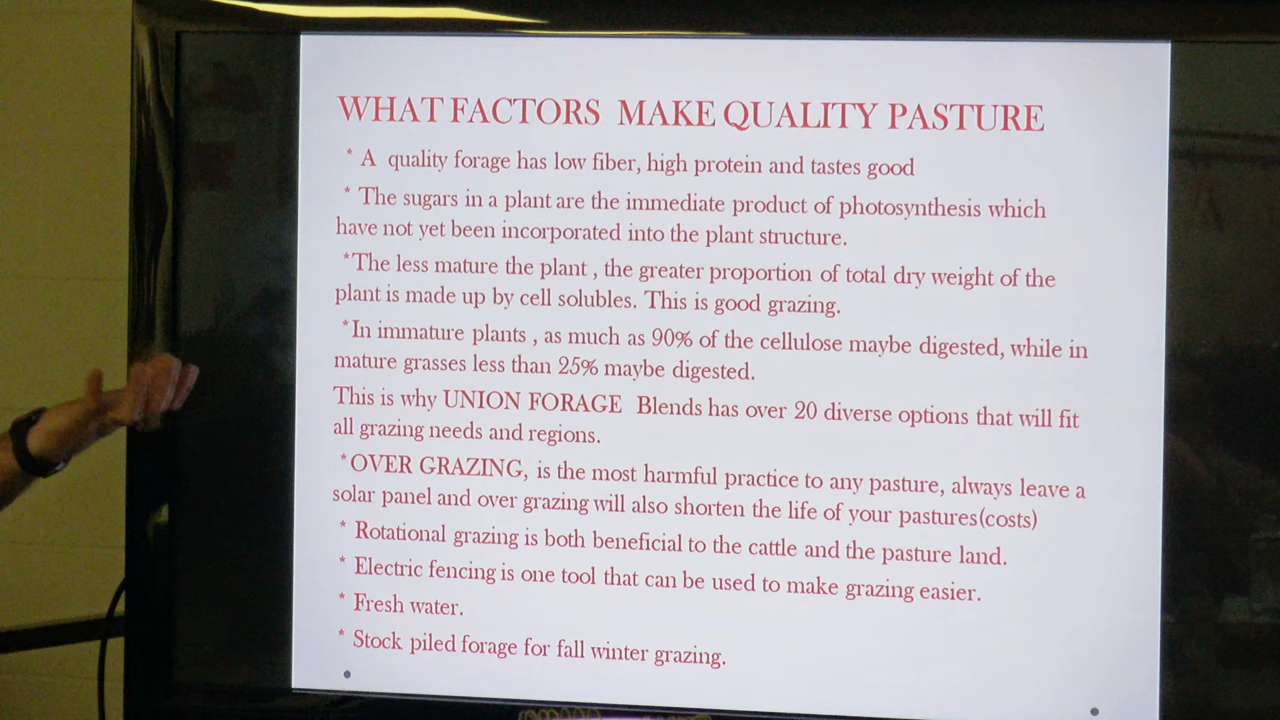 WHAT FACTORS MAKE QUALITY PASTURE
* A quality forage has low fiber, high protein and tastes good
* The sugars in a plant are the immediate product of photosynthesis which
have not yet been incorporated into the plant structure.
*The less mature the plant , the greater proportion of total dry weight of the
plant is made up by cell solubles. This is good grazing.
*In immature plants , as much as 90% of the cellulose maybe digested, while in
mature grasses less than 25% maybe digested.
This is why UNION FORAGE Blends has over 20 diverse options that will fit
all grazing needs and regions.
*OVER GRAZING, is the most harmful practice to any pasture, always leave a
solar panel and over grazing will also shorten the life of your pastures(costs)
* Rotational grazing is both beneficial to the cattle and the pasture land.
* Electric fencing is one tool that can be used to make grazing easier.
* Fresh water.
* Stock piled forage for fall winter grazing.